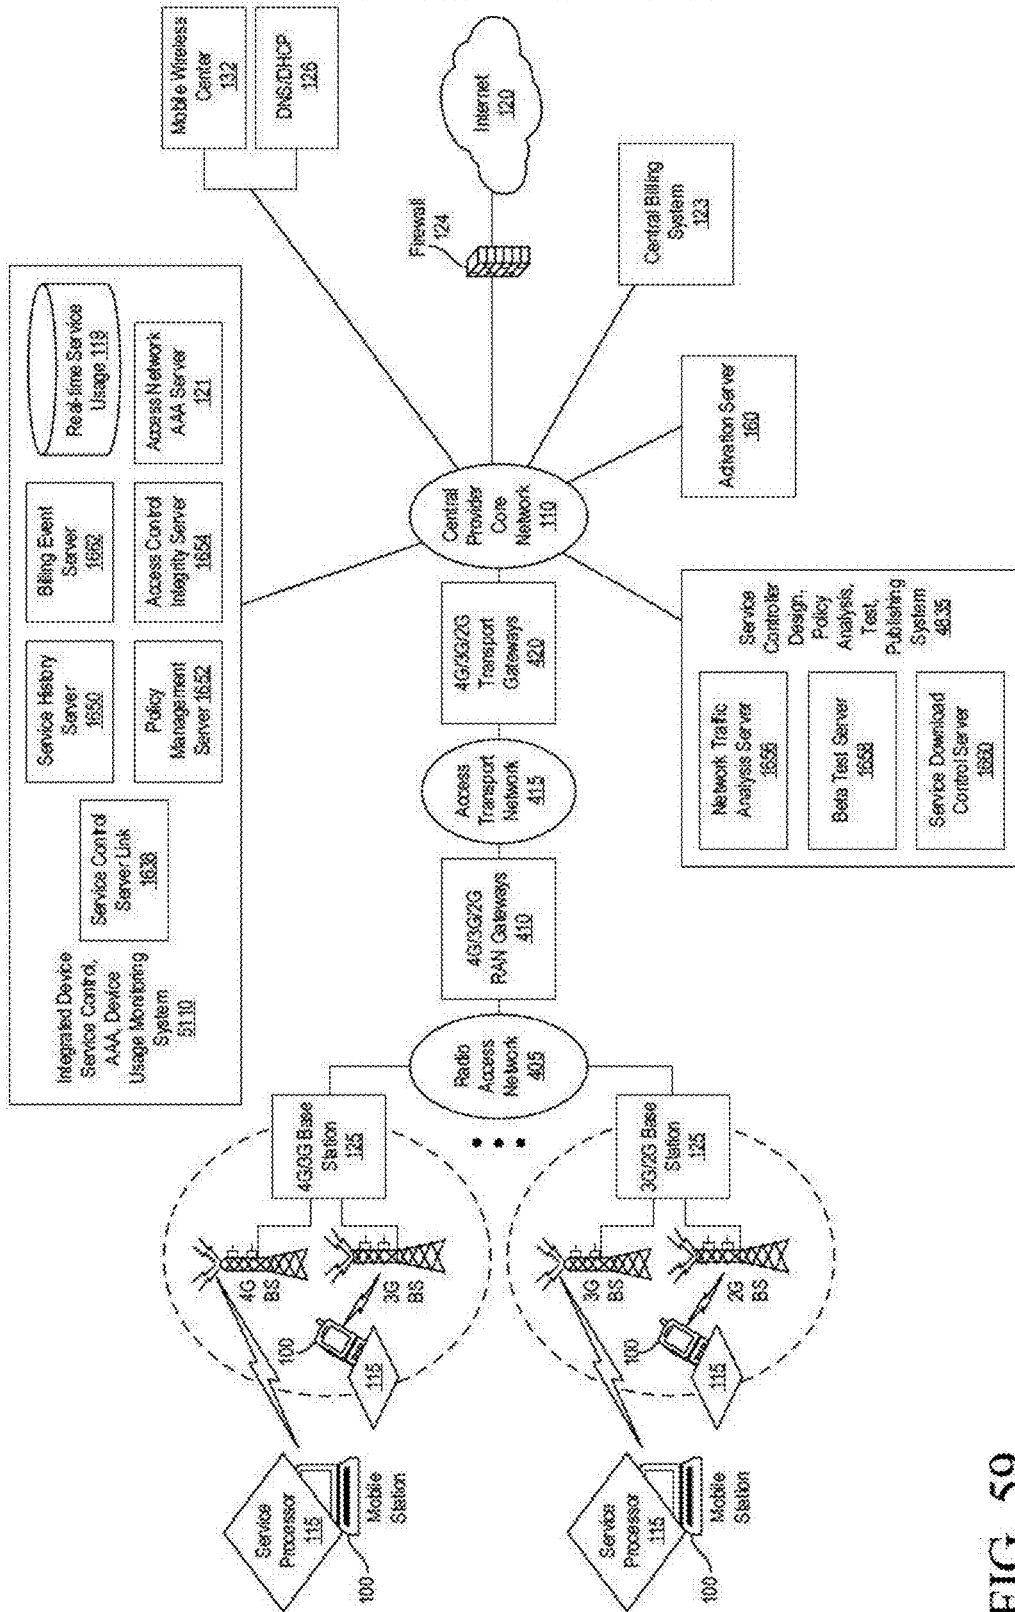 Integrated Device
Service Control,
AAA, Device
Usage Monitoring
System
5110
Service Control
Server Link
1638
Service History
Server
1650
Billing Event
Server
1662
Real-time Service
Usage 118
Policy
Management
Server 1652
Access Control
Integrity Server
1654
Access Network
AAA Server
121
Mobile Wireless
Center
132
DNS/DHCP
126
Service
Processor
115
100
Mobile
Station
4G
BS
3G
BS
100
115
4G/3G Base
Station
125
Radio
Access
Network
405
4G/3G/2G
RAN Gateways
410
Access
Transport
Network
415
4G/3G/2G
Transport
Gateways
420
Central
Provider
Core
Network
110
Firewall
124
Internet
120
Service
Processor
115
100
Mobile
Station
3G
BS
2G
BS
100
115
3G/2G Base
Station
125
Central Billing
System
123
Activation Server
160
Network Traffic
Analysis Server
1656
Beta Test Server
1658
Service Download
Control Server
1660
Service
Controller
Design,
Policy
Analysis,
Test,
Publishing
System
4835
FIG. 59